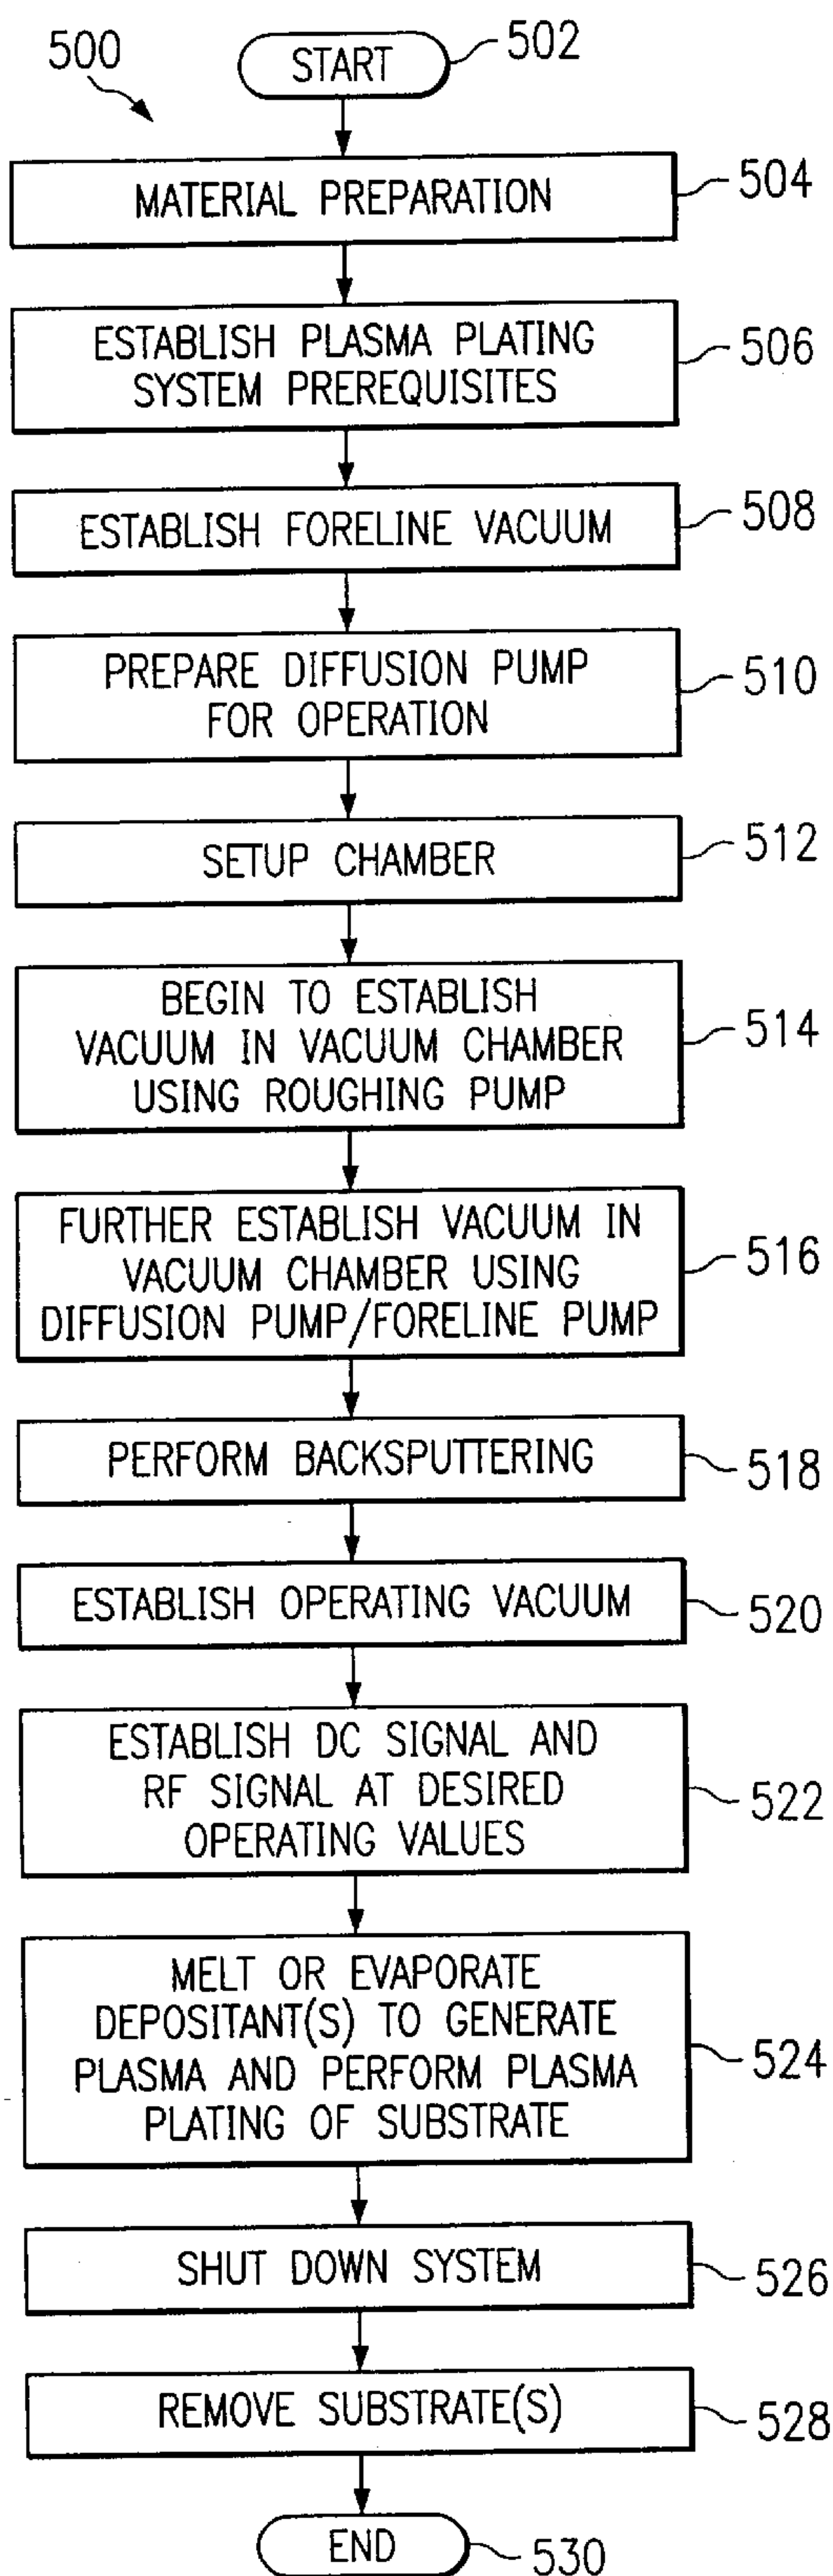 500
START
502
MATERIAL PREPARATION
504
ESTABLISH PLASMA PLATING
SYSTEM PREREQUISITES
506
ESTABLISH FORELINE VACUUM
508
PREPARE DIFFUSION PUMP
FOR OPERATION
510
SETUP CHAMBER
512
BEGIN TO ESTABLISH
VACUUM IN VACUUM CHAMBER
USING ROUGHING PUMP
514
FURTHER ESTABLISH VACUUM IN
VACUUM CHAMBER USING
DIFFUSION PUMP/FORELINE PUMP
516
PERFORM BACKSPUTTERING
518
ESTABLISH OPERATING VACUUM
520
ESTABLISH DC SIGNAL AND
RF SIGNAL AT DESIRED
OPERATING VALUES
522
MELT OR EVAPORATE
DEPOSITANT(S) TO GENERATE
PLASMA AND PERFORM PLASMA
PLATING OF SUBSTRATE
524
SHUT DOWN SYSTEM
526
REMOVE SUBSTRATE(S)
528
END
530